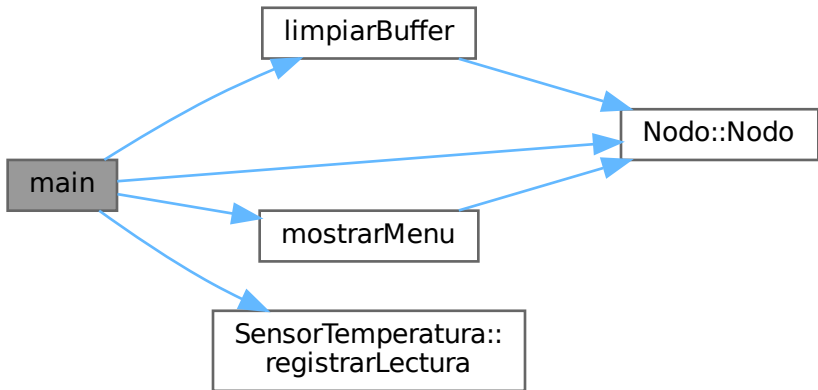 main
limpiarBuffer
mostrarMenu
SensorTemperatura::
registrarLectura
Nodo::Nodo